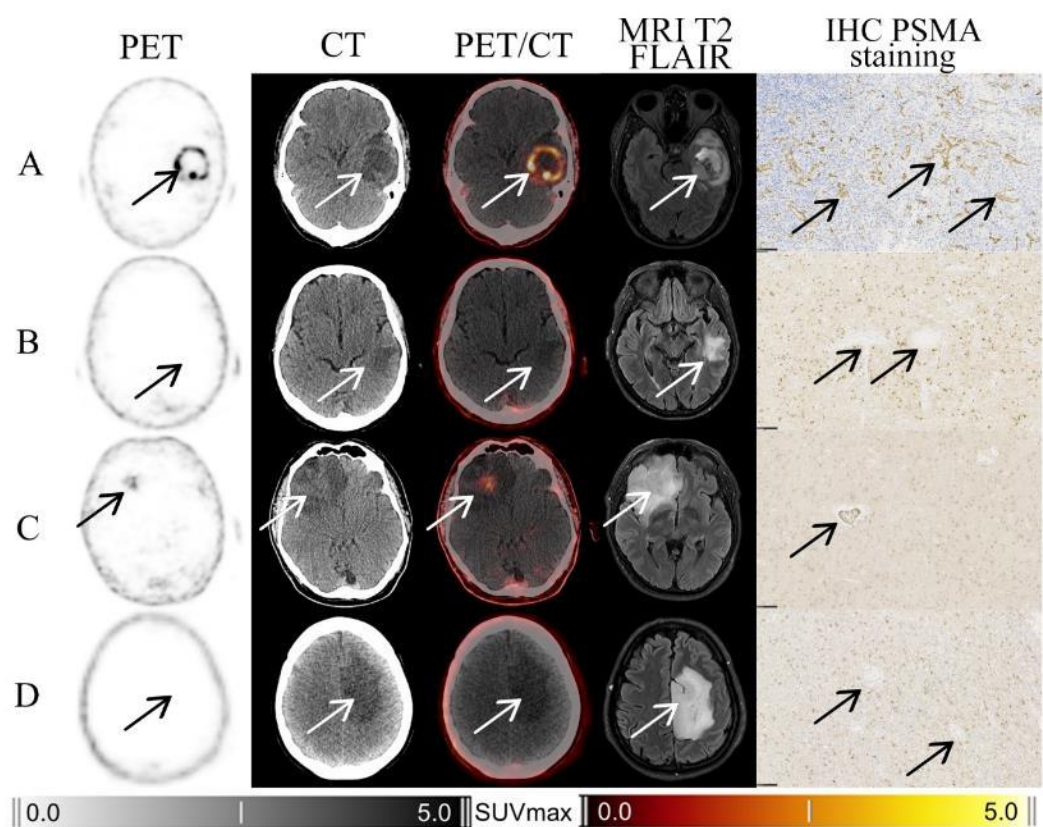 PET CT PET/CT MRI T2 FLAIR IHC PSMA staining
A
B
C
D
0.0 5.0 SUVmax 0.0 5.0